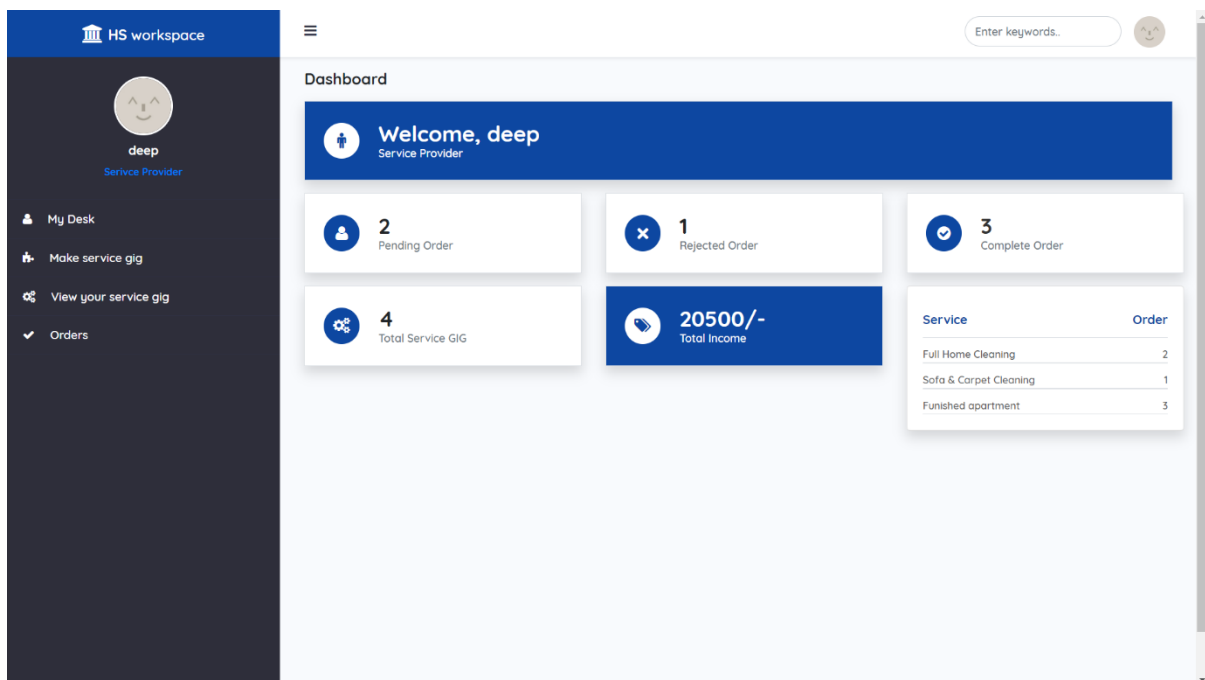 HS workspace
deep
Serivce Provider
My Desk
Make service gig
View your service gig
Orders
Enter keywords..
Dashboard
Welcome, deep
Service Provider
2
Pending Order
1
Rejected Order
3
Complete Order
4
Total Service GIG
20500/-
Total Income
Service Order
Full Home Cleaning 2
Sofa & Carpet Cleaning 1
Funished apartment 3